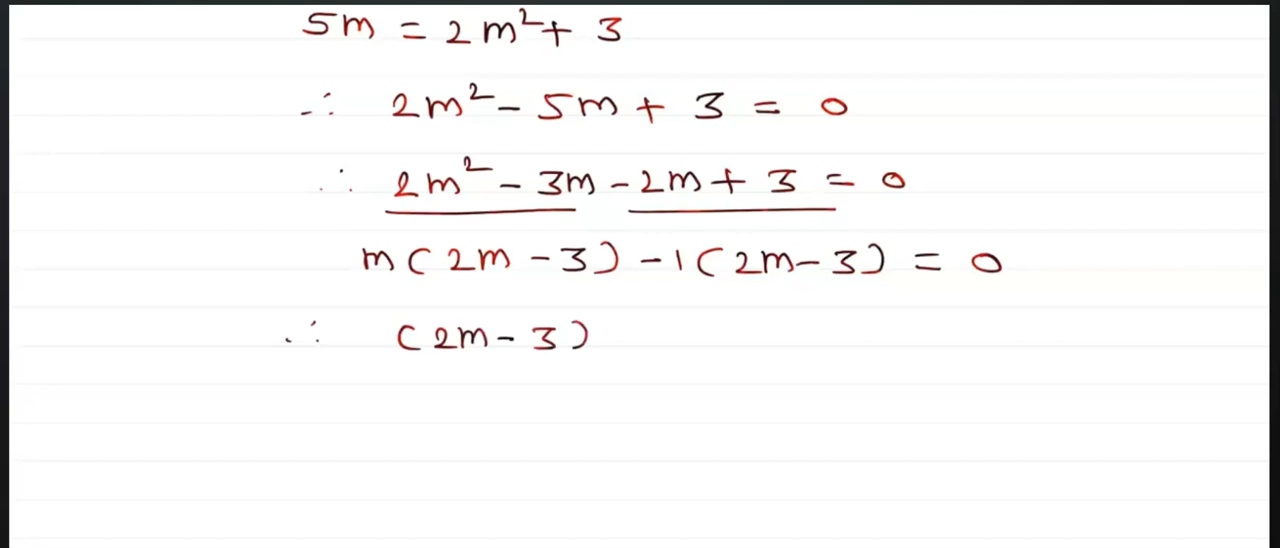 5m = 2m² + 3
∴ 2m² - 5m + 3 = 0
∴ 2m² - 3m - 2m + 3 = 0
m(2m - 3) - 1(2m - 3) = 0
∴ (2m - 3)